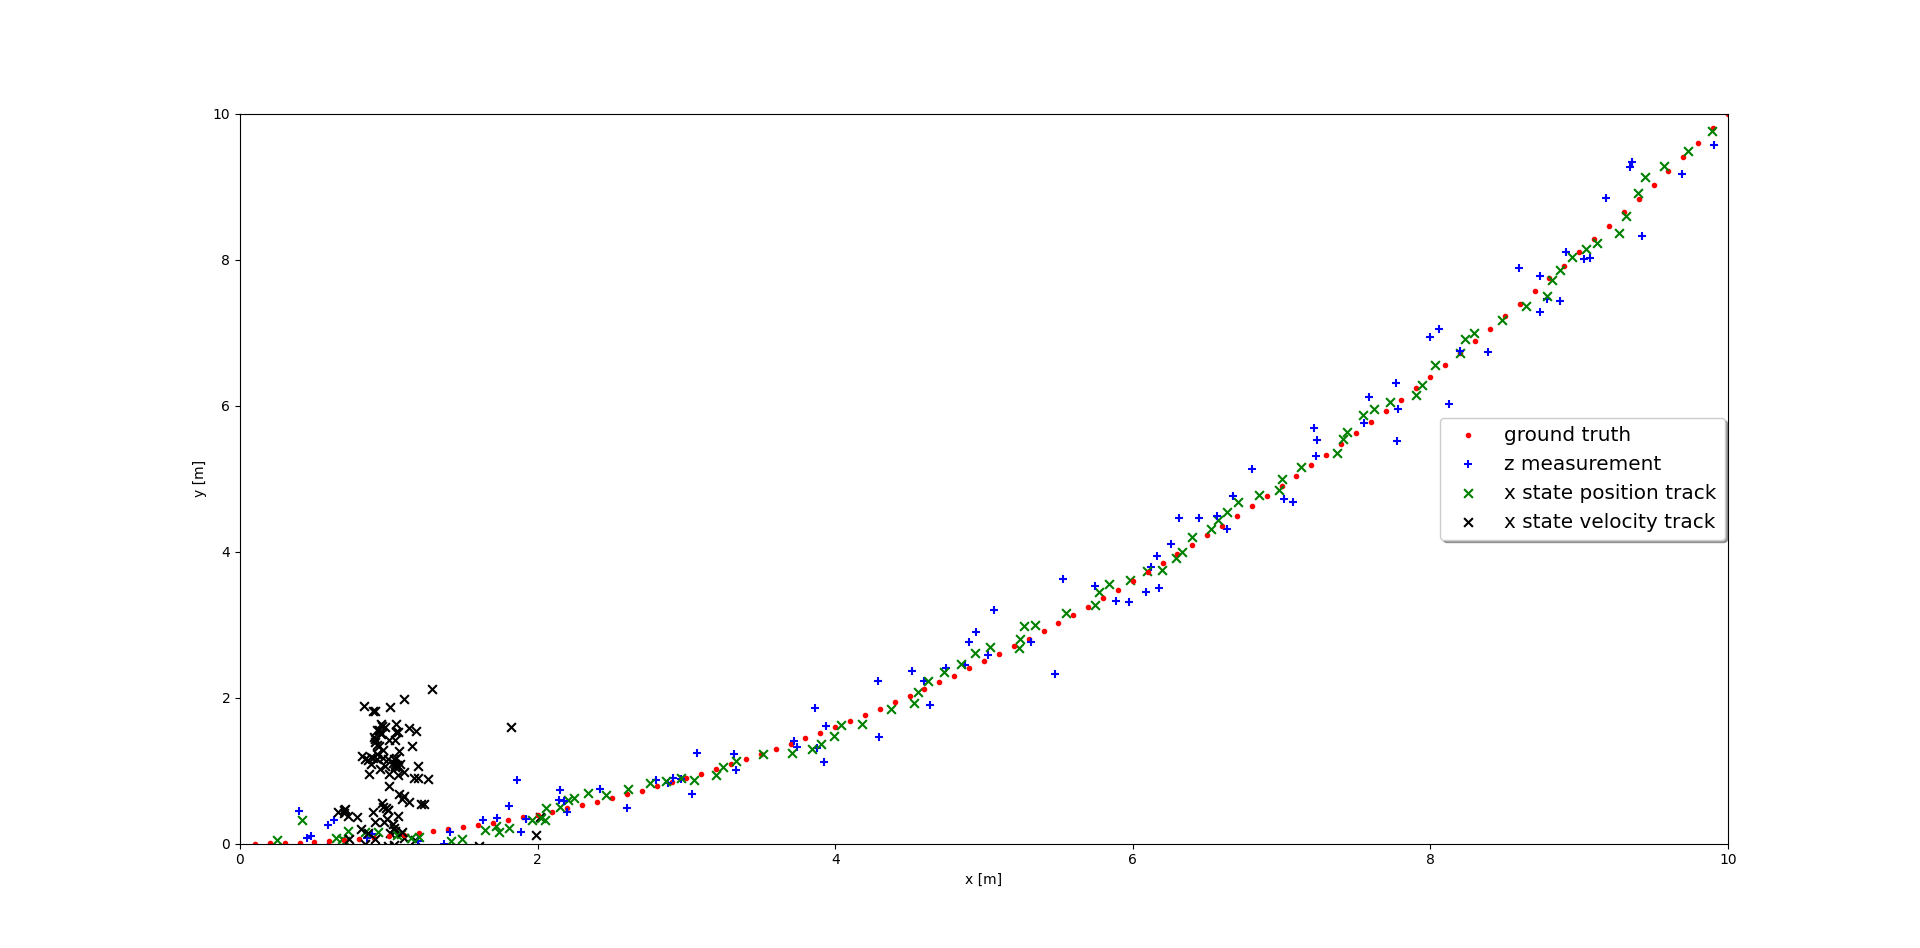 10
8
6
4
2
0
y [m]
0 2 4 6 8 10
x [m]
ground truth
z measurement
x state position track
x state velocity track